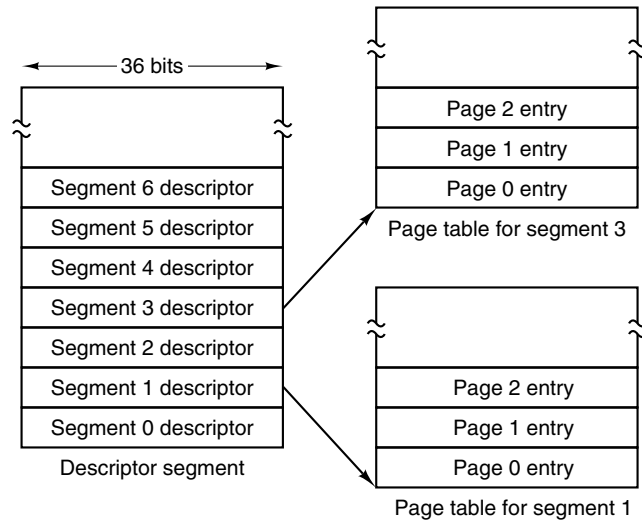 36 bits
Segment 6 descriptor
Segment 5 descriptor
Segment 4 descriptor
Segment 3 descriptor
Segment 2 descriptor
Segment 1 descriptor
Segment 0 descriptor
Descriptor segment
Page 2 entry
Page 1 entry
Page 0 entry
Page table for segment 3
Page 2 entry
Page 1 entry
Page 0 entry
Page table for segment 1